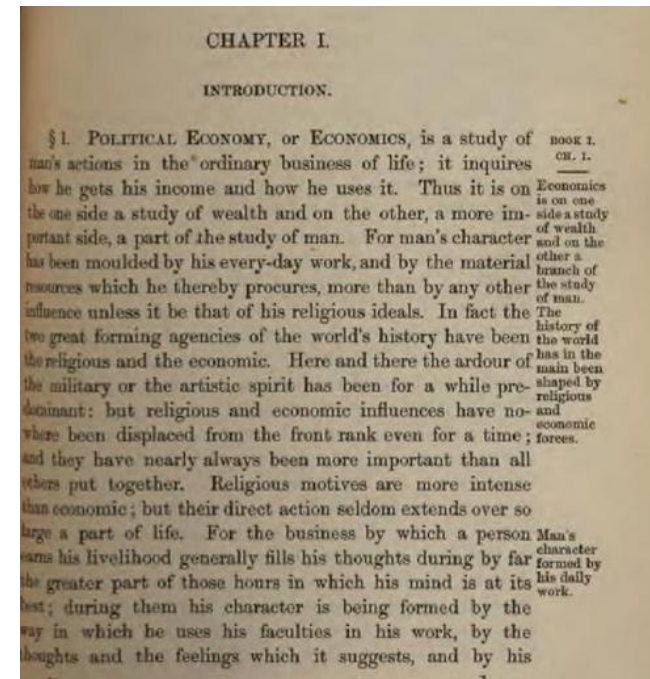 CHAPTER I.
INTRODUCTION.
§ 1. POLITICAL ECONOMY, or ECONOMICS, is a study of
man's actions in the ordinary business of life; it inquires
how he gets his income and how he uses it. Thus it is on
the one side a study of wealth and on the other, a more im-
portant side, a part of the study of man. For man's character
has been moulded by his every-day work, and by the material
resources which he thereby procures, more than by any other
influence unless it be that of his religious ideals. In fact the
two great forming agencies of the world's history have been
the religious and the economic. Here and there the ardour of
the military or the artistic spirit has been for a while pre-
dominant: but religious and economic influences have no-
where been displaced from the front rank even for a time;
and they have nearly always been more important than all
others put together. Religious motives are more intense
than economic; but their direct action seldom extends over so
large a part of life. For the business by which a person
earns his livelihood generally fills his thoughts during by far
the greater part of those hours in which his mind is at its
best; during them his character is being formed by the
way in which he uses his faculties in his work, by the
thoughts and the feelings which it suggests, and by his
BOOK I.
CH. I.
Economics
is on one
side a study
of wealth
and on the
other a
branch of
the study
of man.
The
history of
the world
has in the
main been
shaped by
religious
and
economic
forces.
Man's
character
formed by
his daily
work.